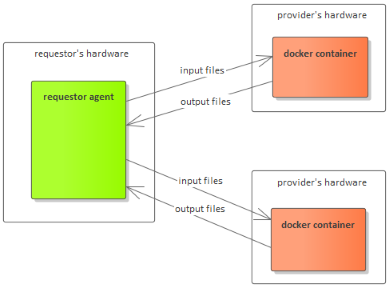 provider's hardware
docker container
requestor's hardware
requestor agent
input files
output files
input files
output files
provider's hardware
docker container